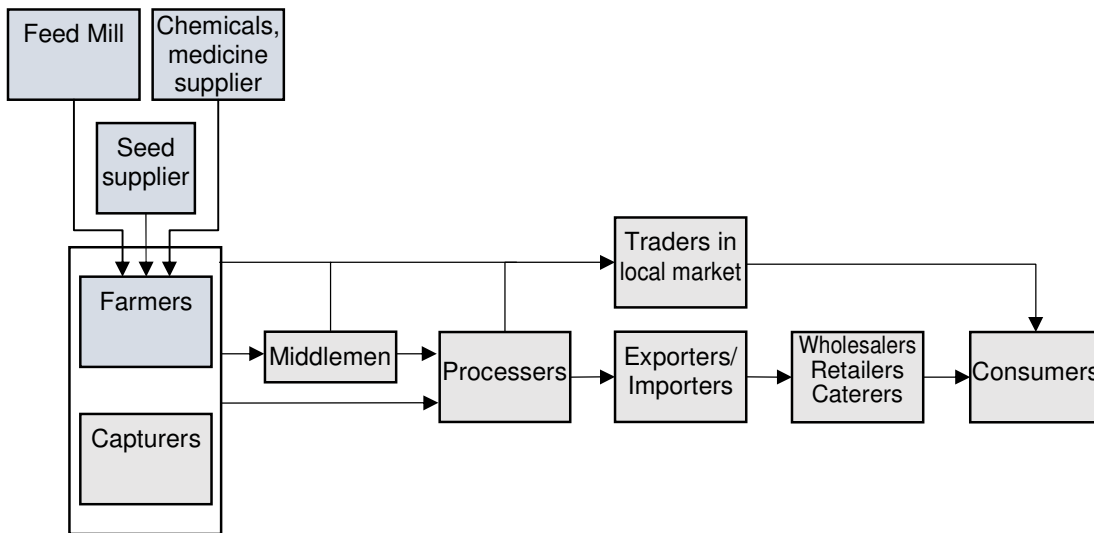 Feed Mill
Chemicals,
medicine
supplier
Seed
supplier
Farmers
Capturers
Middlemen
Processers
Traders in
local market
Exporters/
Importers
Wholesalers
Retailers
Caterers
Consumers